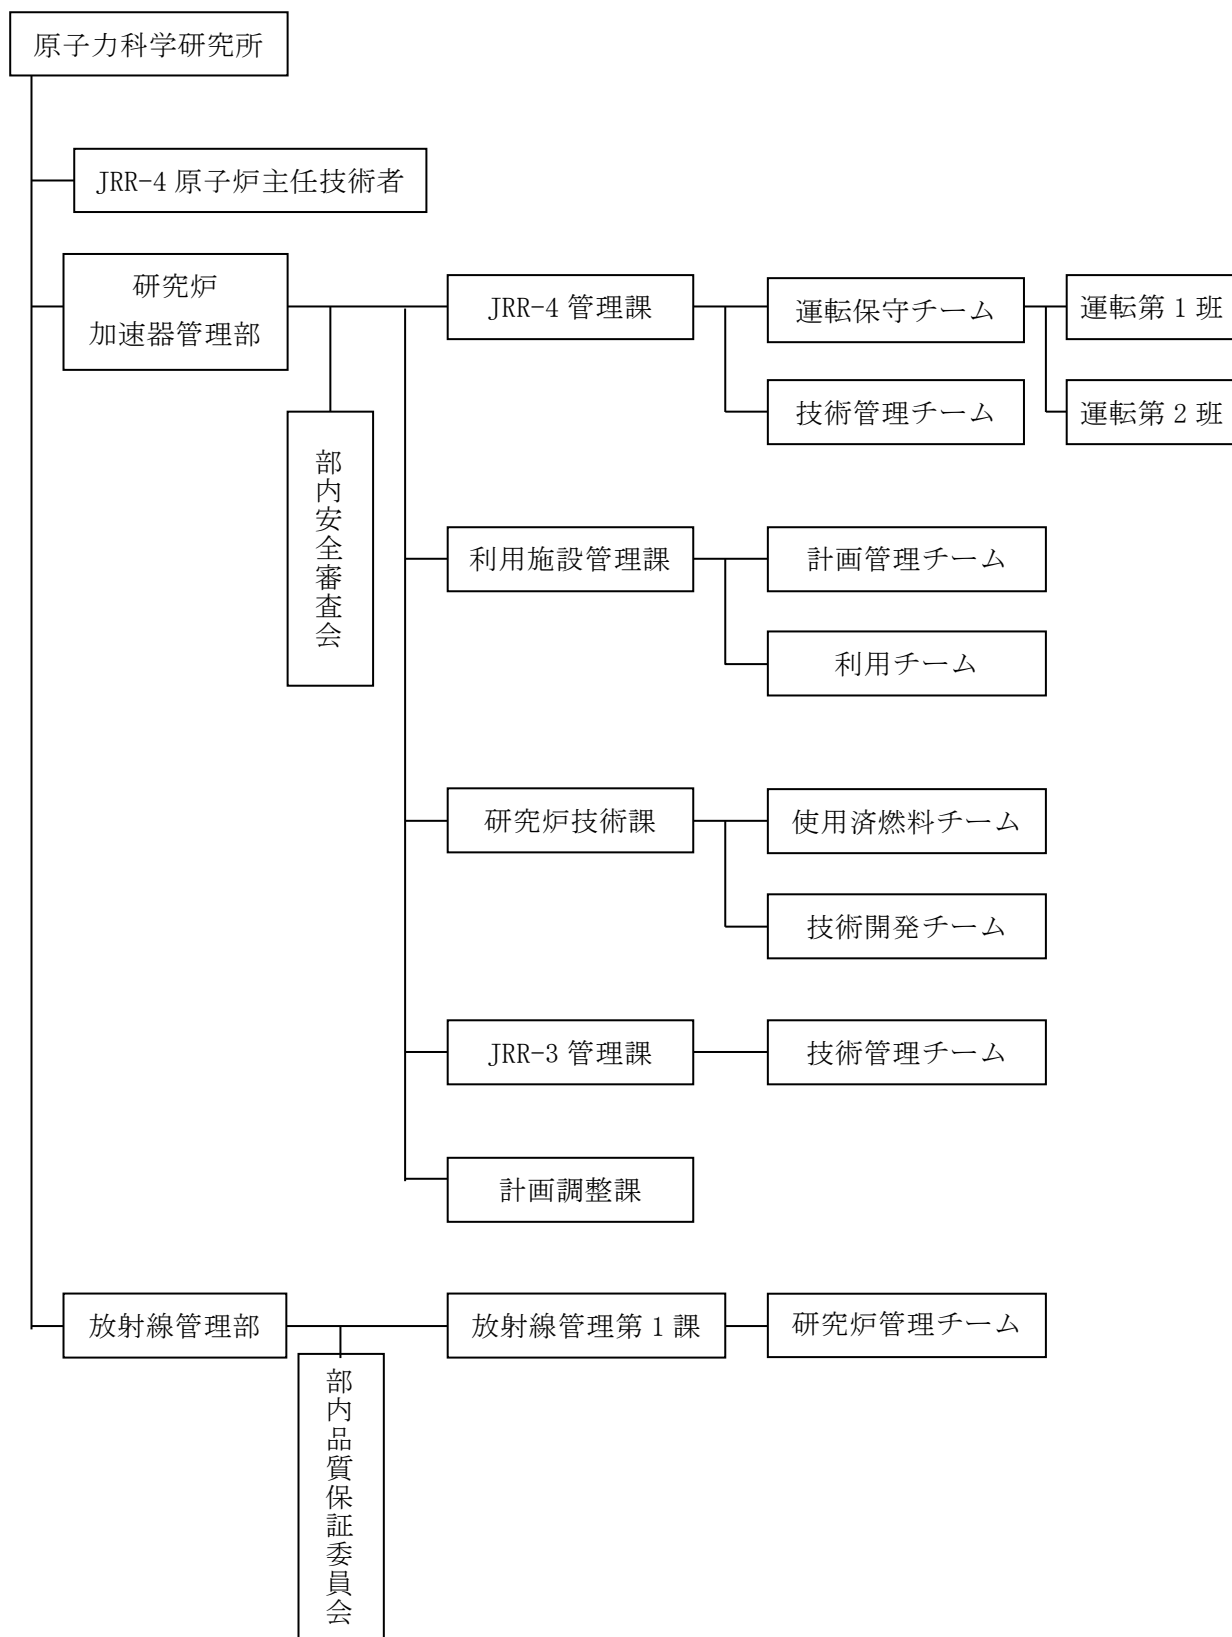 原子力科学研究所
JRR-4 原子炉主任技術者
研究炉
加速器管理部
JRR-4 管理課
運転保守チーム
運転第 1 班
技術管理チーム
運転第 2 班
部内安全審査会
利用施設管理課
計画管理チーム
利用チーム
研究炉技術課
使用済燃料チーム
技術開発チーム
JRR-3 管理課
技術管理チーム
計画調整課
放射線管理部
放射線管理第 1 課
研究炉管理チーム
部内品質保証委員会